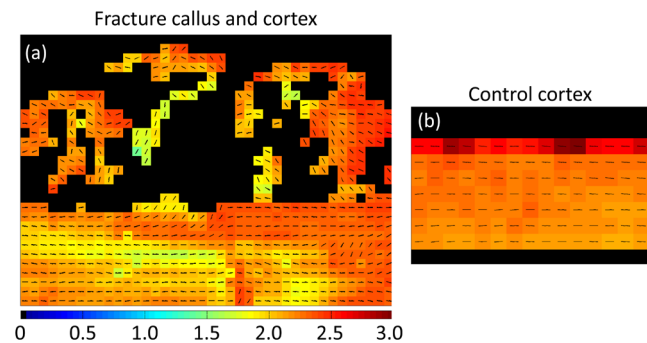 Fracture callus and cortex
(a)
Control cortex
(b)
0 0.5 1.0 1.5 2.0 2.5 3.0